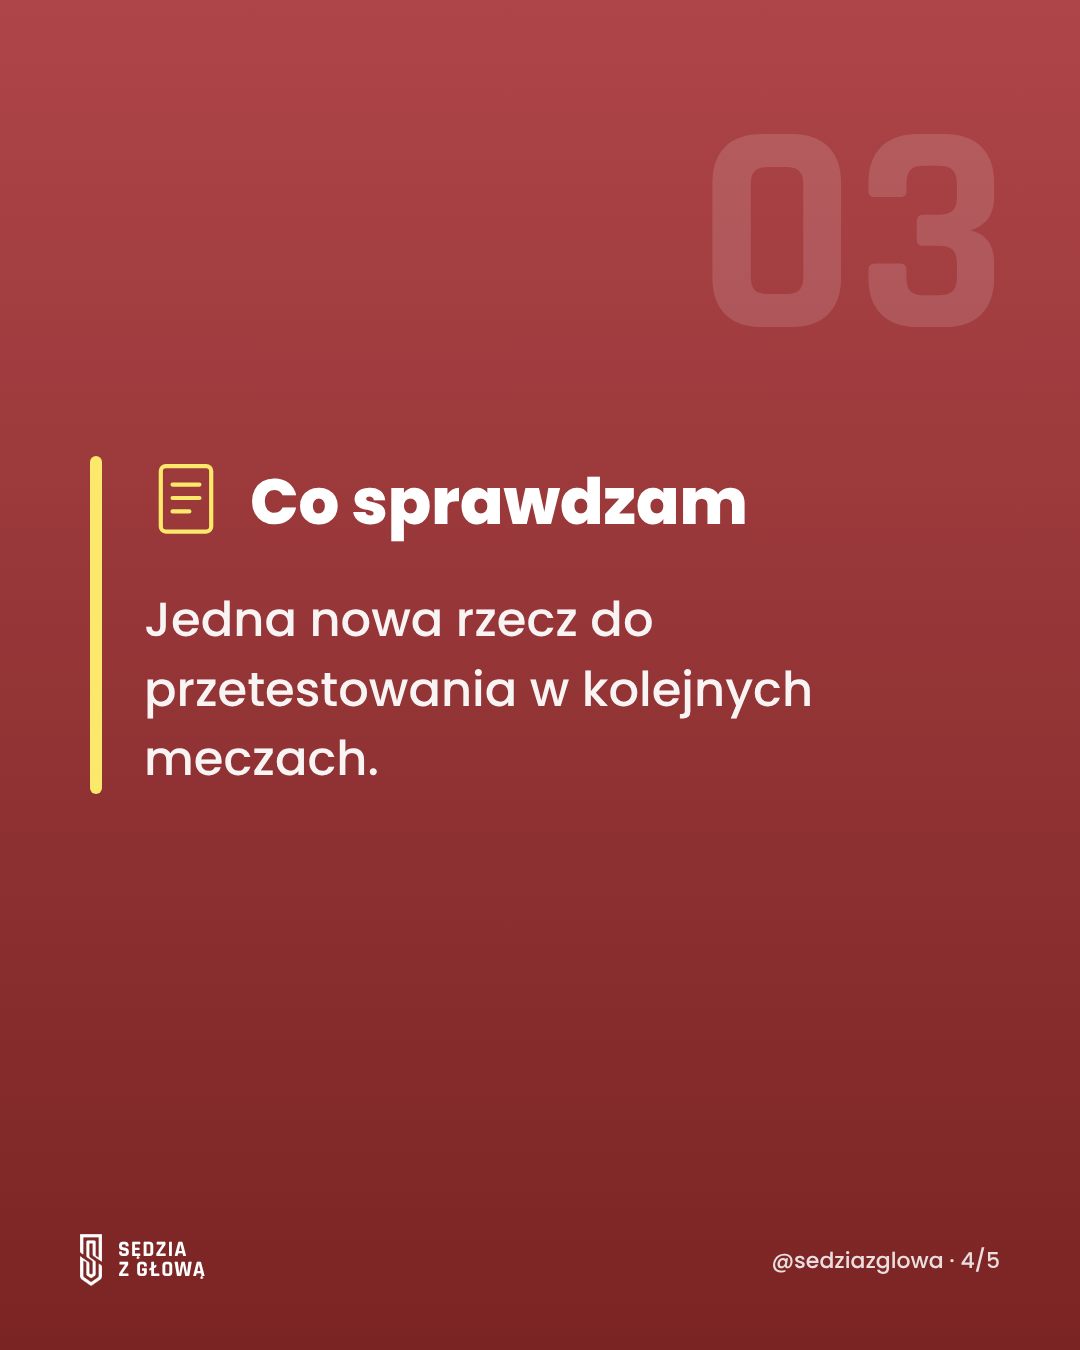 03
Co sprawdzam
Jedna nowa rzecz do
przetestowania w kolejnych
meczach.
SĘDZIA
Z GŁOWĄ
@sedziazglowa · 4/5